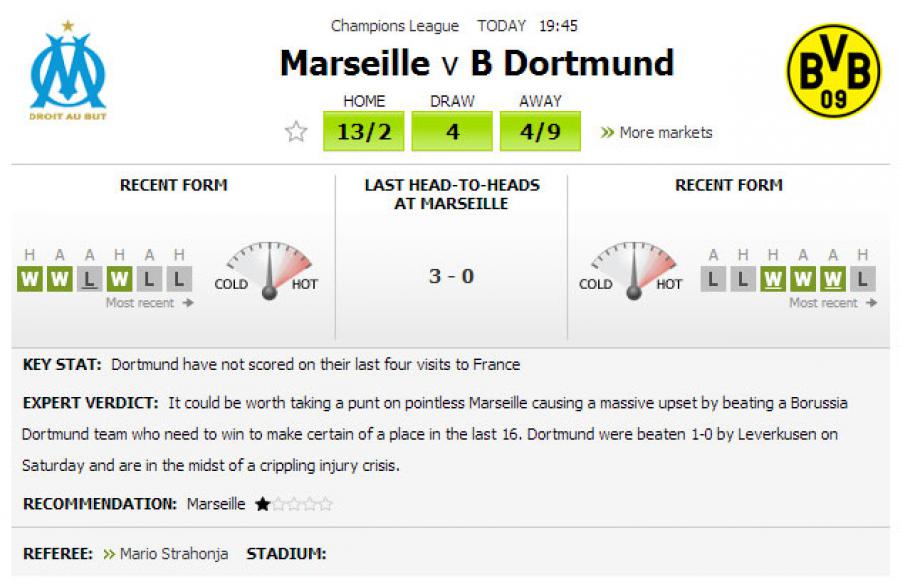 Champions League TODAY 19:45
Marseille v B Dortmund
DROIT AU BUT
BVB
09
HOME DRAW AWAY
13/2 4 4/9 » More markets
RECENT FORM
H A A H A H
W W L W L L
Most recent →
COLD HOT
LAST HEAD-TO-HEADS
AT MARSEILLE
3 - 0
RECENT FORM
COLD HOT
A H H A A H
L L W W W L
Most recent →
KEY STAT: Dortmund have not scored on their last four visits to France
EXPERT VERDICT: It could be worth taking a punt on pointless Marseille causing a massive upset by beating a Borussia
Dortmund team who need to win to make certain of a place in the last 16. Dortmund were beaten 1-0 by Leverkusen on
Saturday and are in the midst of a crippling injury crisis.
RECOMMENDATION: Marseille ★☆☆☆☆
REFEREE: » Mario Strahonja STADIUM: